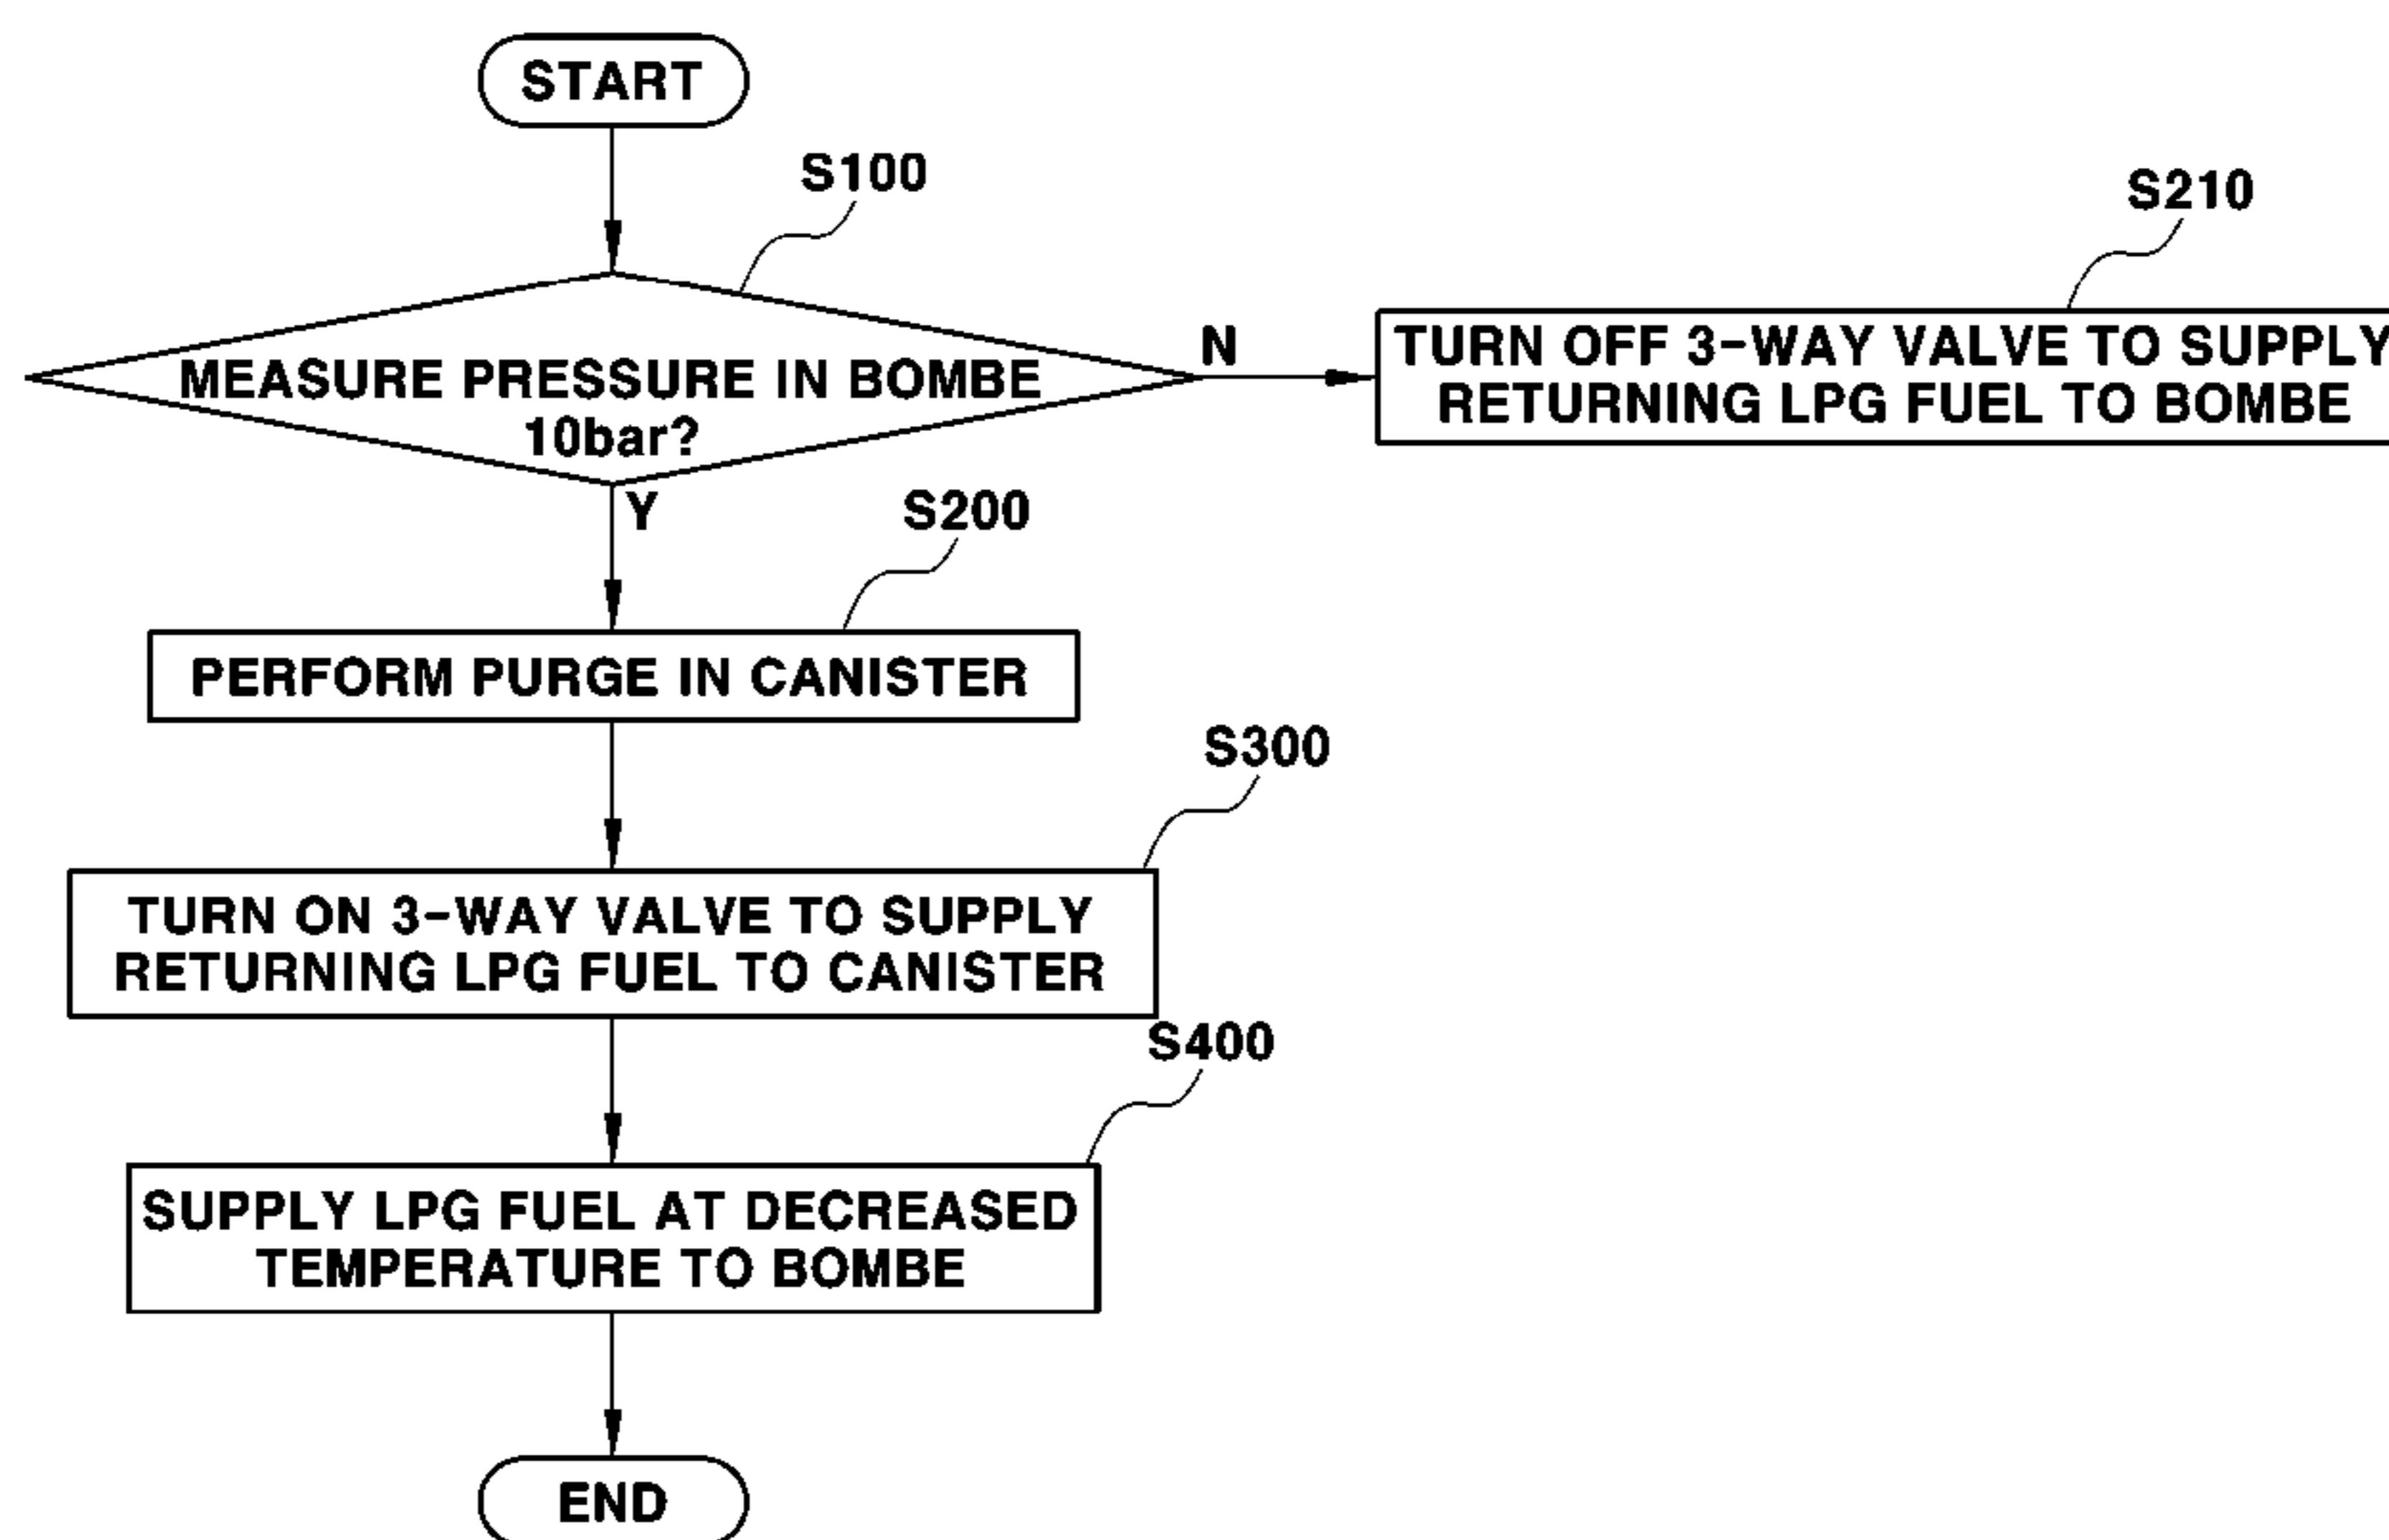 START
S100
S210
MEASURE PRESSURE IN BOMBE
10bar?
N
TURN OFF 3-WAY VALVE TO SUPPLY
RETURNING LPG FUEL TO BOMBE
Y
S200
PERFORM PURGE IN CANISTER
S300
TURN ON 3-WAY VALVE TO SUPPLY
RETURNING LPG FUEL TO CANISTER
S400
SUPPLY LPG FUEL AT DECREASED
TEMPERATURE TO BOMBE
END